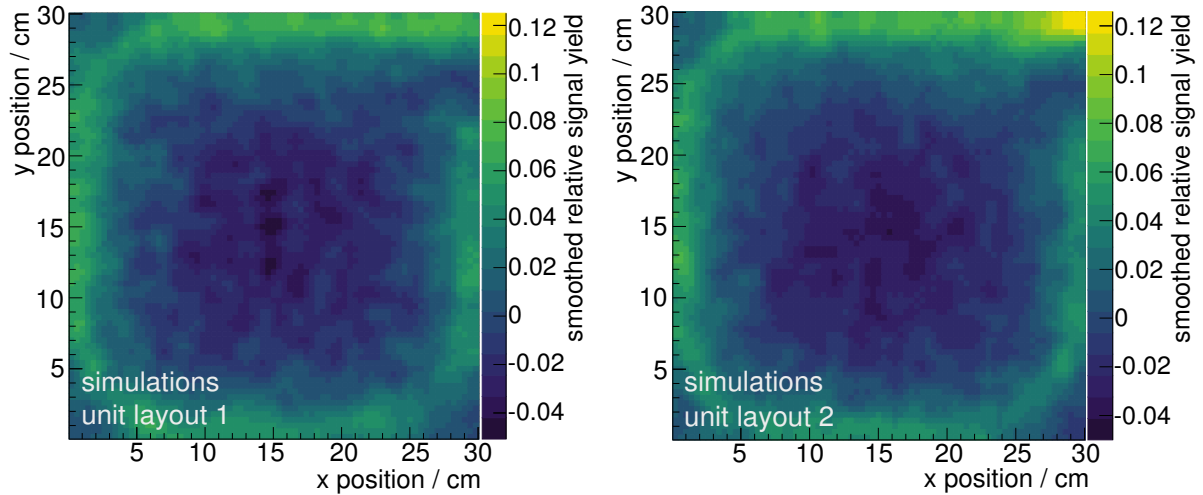 30
25
20
15
10
5
y position / cm
simulations
unit layout 1
5 10 15 20 25 30
x position / cm
0.12
0.1
0.08
0.06
0.04
0.02
0
-0.02
-0.04
smoothed relative signal yield
30
25
20
15
10
5
y position / cm
simulations
unit layout 2
5 10 15 20 25 30
x position / cm
0.12
0.1
0.08
0.06
0.04
0.02
0
-0.02
-0.04
smoothed relative signal yield